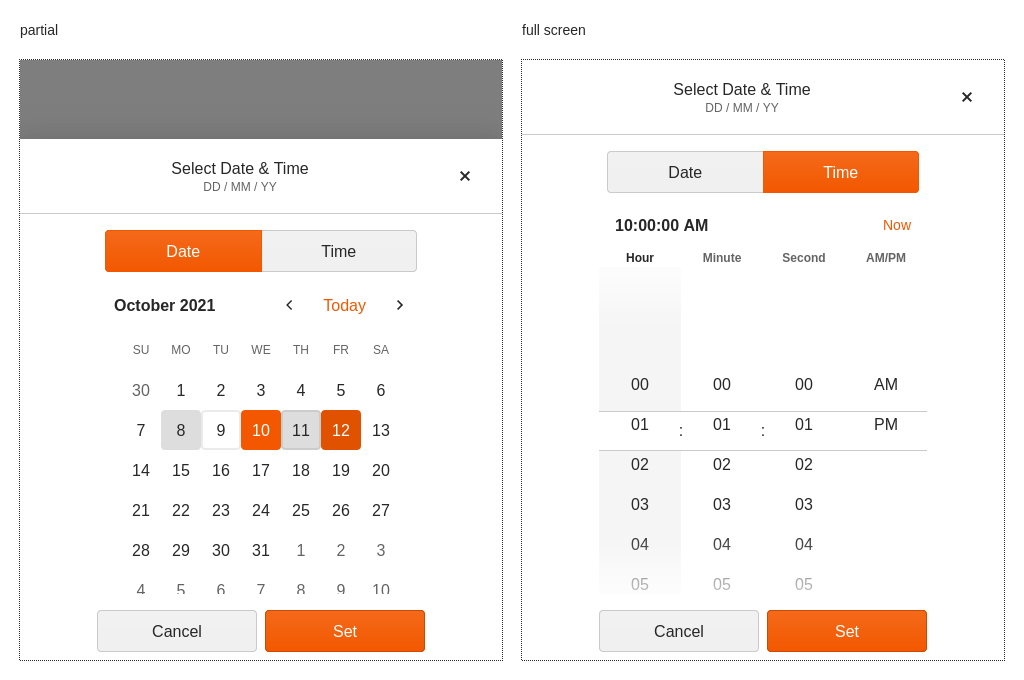 partial
Select Date & Time
DD / MM / YY
Date Time
October 2021 Today
SU MO TU WE TH FR SA
30 1 2 3 4 5 6
7 8 9 10 11 12 13
14 15 16 17 18 19 20
21 22 23 24 25 26 27
28 29 30 31 1 2 3
4 5 6 7 8 9 10
Cancel Set
full screen
Select Date & Time
DD / MM / YY
Date Time
10:00:00 AM Now
Hour Minute Second AM/PM
00 00 00 AM
01 : 01 : 01 PM
02 02 02
03 03 03
04 04 04
05 05 05
Cancel Set